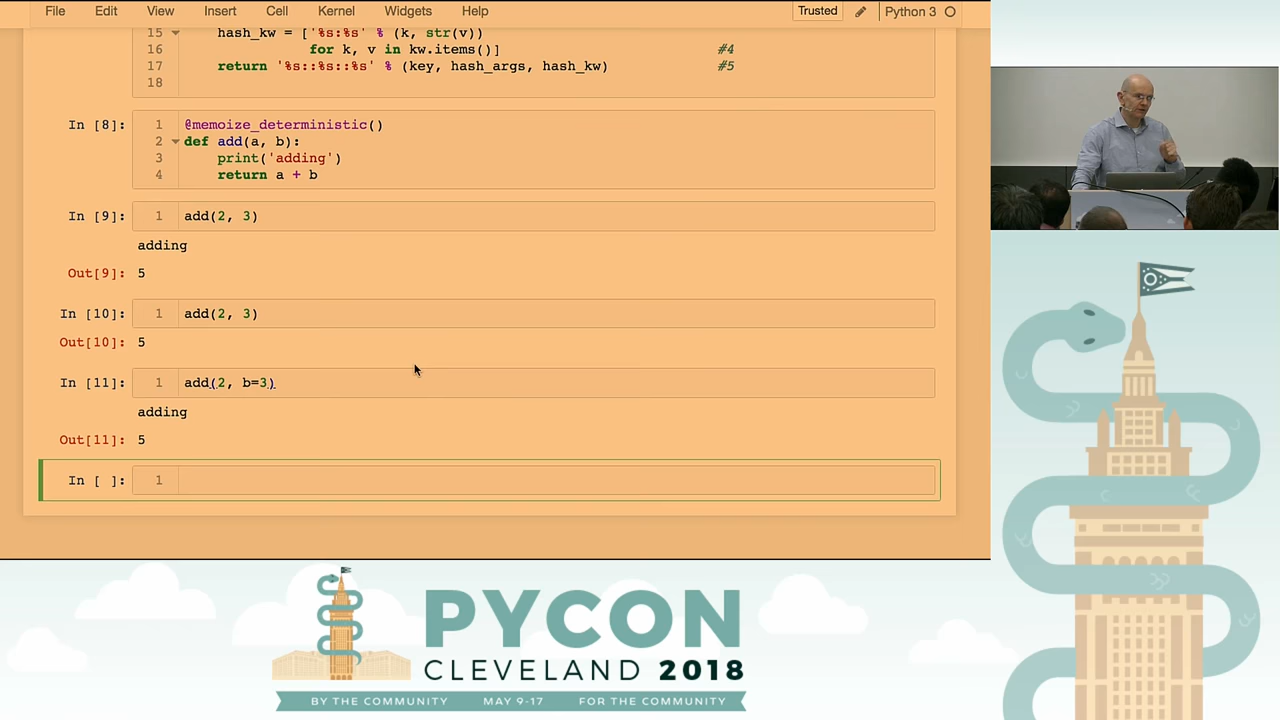 File Edit View Insert Cell Kernel Widgets Help Trusted Python 3
15 hash_kw = ['%s:%s' % (k, str(v))
16 for k, v in kw.items()] #4
17 return '%s::%s::%s' % (key, hash_args, hash_kw) #5
18
In [8]: 1 @memoize_deterministic()
2 def add(a, b):
3 print('adding')
4 return a + b
In [9]: 1 add(2, 3)
adding
Out[9]: 5
In [10]: 1 add(2, 3)
Out[10]: 5
In [11]: 1 add(2, b=3)
adding
Out[11]: 5
In [ ]: 1
PYCON
CLEVELAND 2018
BY THE COMMUNITY MAY 9-17 FOR THE COMMUNITY